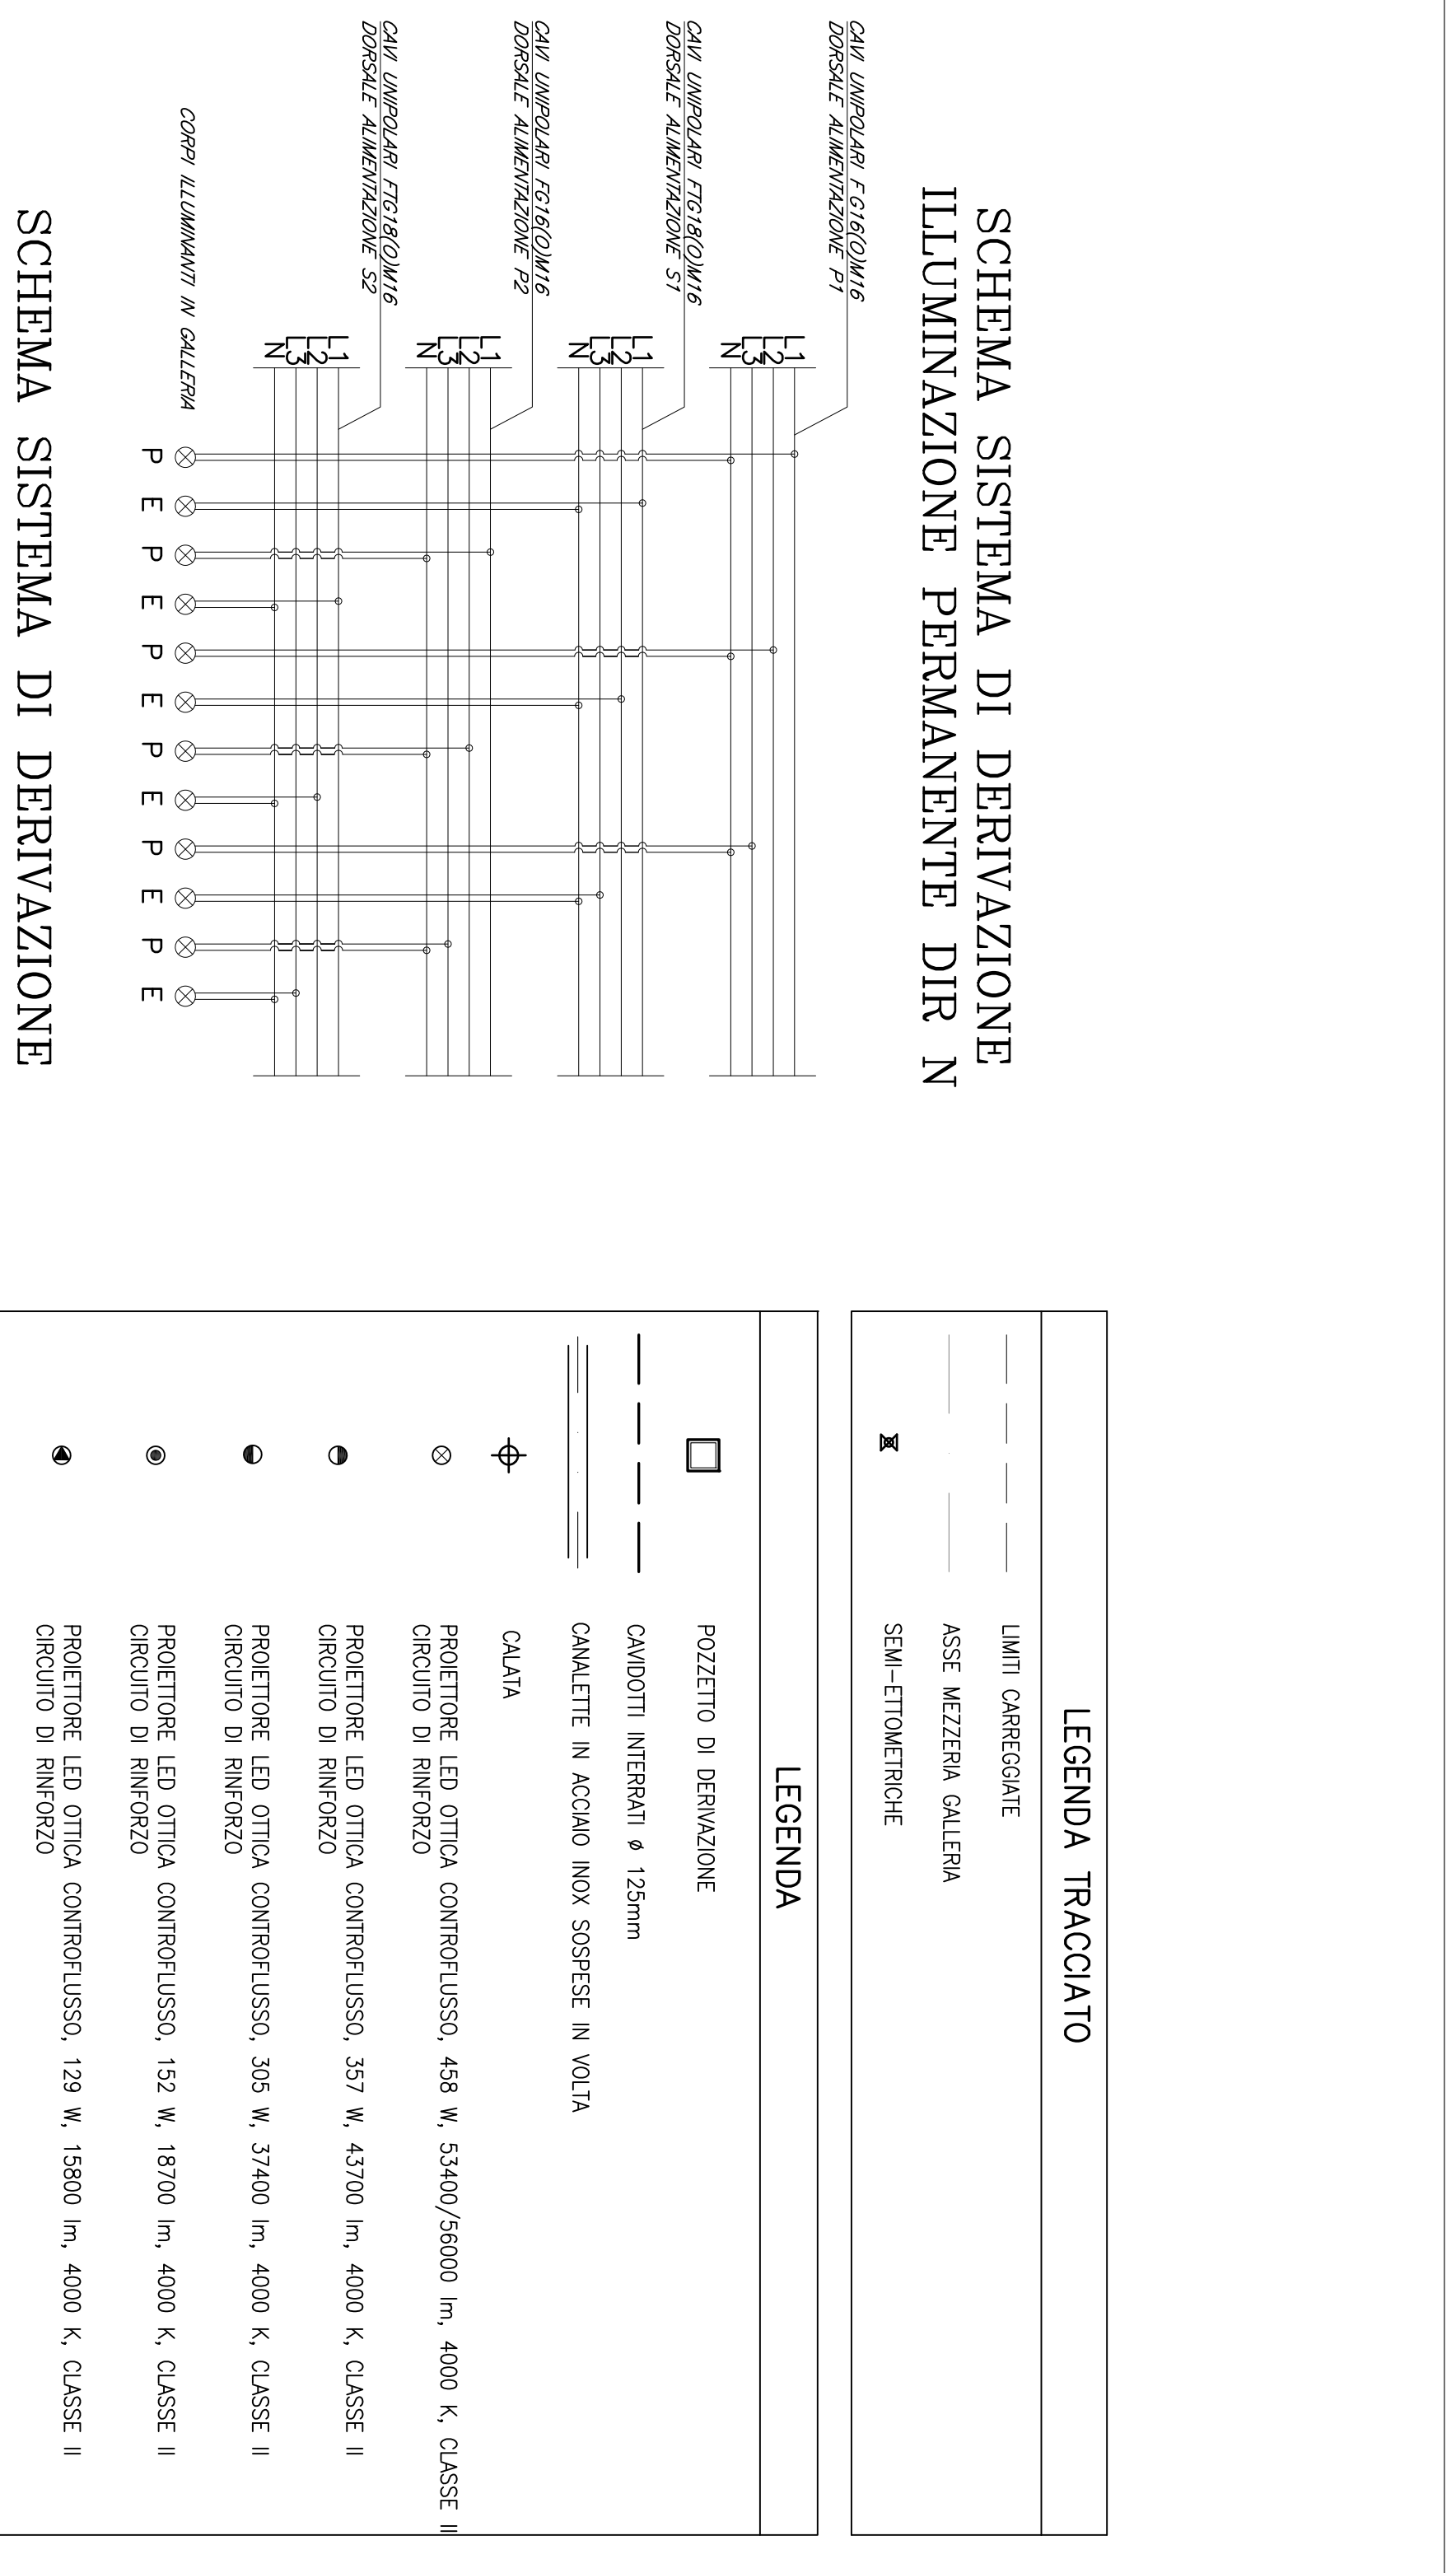 SCHEMA SISTEMA DI DERIVAZIONE
ILLUMINAZIONE PERMANENTE DIR N
CAVI UNIPOLARI FG16(O)M16
DORSALE ALIMENTAZIONE P1
L1
L2
L3
N
CAVI UNIPOLARI FTG18(O)M16
DORSALE ALIMENTAZIONE S1
L1
L2
L3
N
CAVI UNIPOLARI FG16(O)M16
DORSALE ALIMENTAZIONE P2
L1
L2
L3
N
CAVI UNIPOLARI FTG18(O)M16
DORSALE ALIMENTAZIONE S2
L1
L2
L3
N
CORPI ILLUMINANTI IN GALLERIA
P E P E P E P E P E P E
SCHEMA SISTEMA DI DERIVAZIONE
LEGENDA TRACCIATO
LIMITI CARREGGIATE
ASSE MEZZERIA GALLERIA
SEMI-ETTOMETRICHE
LEGENDA
POZZETTO DI DERIVAZIONE
CAVIDOTTI INTERRATI ø 125mm
CANALETTE IN ACCIAIO INOX SOSPESE IN VOLTA
CALATA
PROIETTORE LED OTTICA CONTROFLUSSO, 458 W, 53400/56000 lm, 4000 K, CLASSE II
CIRCUITO DI RINFORZO
PROIETTORE LED OTTICA CONTROFLUSSO, 357 W, 43700 lm, 4000 K, CLASSE II
CIRCUITO DI RINFORZO
PROIETTORE LED OTTICA CONTROFLUSSO, 305 W, 37400 lm, 4000 K, CLASSE II
CIRCUITO DI RINFORZO
PROIETTORE LED OTTICA CONTROFLUSSO, 152 W, 18700 lm, 4000 K, CLASSE II
CIRCUITO DI RINFORZO
PROIETTORE LED OTTICA CONTROFLUSSO, 129 W, 15800 lm, 4000 K, CLASSE II
CIRCUITO DI RINFORZO